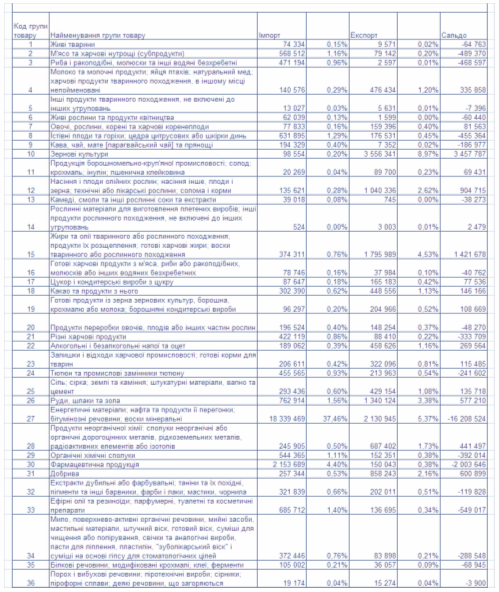 Код групи
товару Найменування групи товару Імпорт Експорт Сальдо
1 Живі тварини 74 334 0,15% 9 571 0,02% -64 763
2 М'ясо та харчові нутрощі (субпродукти) 568 512 1,16% 79 142 0,20% -489 370
3 Риба і ракоподібні, молюски та інші водяні безхребетні 471 194 0,96% 2 597 0,01% -468 597
Молоко та молочні продукти; яйця птахів; натуральний мед;
харчові продукти тваринного походження, в іншому місці
4 непойменовані 140 576 0,29% 476 434 1,20% 335 858
Інші продукти тваринного походження, не включені до
5 інших угруповань 13 027 0,03% 5 631 0,01% -7 396
6 Живі рослини та продукти квітництва 62 039 0,13% 1 599 0,00% -60 440
7 Овочі, рослини, корені та харчові коренеплоди 77 833 0,16% 159 396 0,40% 81 563
8 Їстівні плоди та горіхи, цедра цитрусових або шкірки динь 631 895 1,29% 176 531 0,45% -455 364
9 Кава, чай, мате [парагвайський чай] та прянощі 194 329 0,40% 7 352 0,02% -186 977
10 Зернові культури 98 554 0,20% 3 556 341 8,97% 3 457 787
Продукція борошномельно-круп'яної промисловості; солод;
11 крохмаль; інулін; пшенична клейковина 20 269 0,04% 89 700 0,23% 69 431
Насіння і плоди олійних рослин; насіння інше, плоди і
12 зерна; технічні або лікарські рослини; солома і корми 135 621 0,28% 1 040 336 2,62% 904 715
13 Камеді, смоли та інші рослинні соки та екстракти 39 018 0,08% 745 0,00% -38 273
Рослинні матеріали для виготовлення плетених виробів; інші
продукти рослинного походження, не включені до інших
14 угруповань 524 0,00% 3 003 0,01% 2 479
Жири та олії тваринного або рослинного походження;
продукти їх розщеплення; готові харчові жири; воски
15 тваринного або рослинного походження 374 311 0,76% 1 795 989 4,53% 1 421 678
Готові харчові продукти з м'яса, риби або ракоподібних,
16 молюсків або інших водяних безхребетних 78 746 0,16% 37 984 0,10% -40 762
17 Цукор і кондитерські вироби з цукру 87 647 0,18% 165 183 0,42% 77 536
18 Какао та продукти з нього 302 390 0,62% 448 556 1,13% 146 166
Готові продукти із зерна зернових культур, борошна,
19 крохмалю або молока; борошняні кондитерські вироби 96 297 0,20% 204 966 0,52% 108 669
20 Продукти переробки овочів, плодів або інших частин рослин 196 524 0,40% 148 254 0,37% -48 270
21 Різні харчові продукти 422 119 0,86% 88 410 0,22% -333 709
22 Алкогольні і безалкогольні напої та оцет 189 062 0,39% 458 626 1,16% 269 564
Залишки і відходи харчової промисловості, готові корми для
23 тварин 206 611 0,42% 322 096 0,81% 115 485
24 Тютюн та промислові замінники тютюну 455 565 0,93% 213 963 0,54% -241 602
Сіль; сірка; землі та каміння; штукатурні матеріали, вапно та
25 цемент 293 436 0,60% 429 154 1,08% 135 718
26 Руди, шлаки та зола 762 914 1,56% 1 340 124 3,38% 577 210
Енергетичні матеріали; нафта та продукти її перегонки;
27 бітумінозні речовини; воски мінеральні 18 339 469 37,46% 2 130 945 5,37% -16 208 524
Продукти неорганічної хімії: сполуки неорганічні або
органічні дорогоцінних металів, рідкоземельних металів,
28 радіоактивних елементів або ізотопів 245 905 0,50% 687 402 1,73% 441 497
29 Органічні хімічні сполуки 544 365 1,11% 152 351 0,38% -392 014
30 Фармацевтична продукція 2 153 689 4,40% 150 043 0,38% -2 003 646
31 Добрива 257 344 0,53% 858 243 2,16% 600 899
Екстракти дубильні або фарбувальні; таніни та їх похідні,
32 пігменти та інші барвники, фарби і лаки; мастики, чорнила 321 839 0,66% 202 011 0,51% -119 828
Ефірні олії та резиноїди; парфумерні, туалетні та косметичні
33 препарати 685 712 1,40% 136 695 0,34% -549 017
Мило, поверхнево-активні органічні речовини, мийні засоби,
мастильні матеріали, штучний віск, готовий віск, суміші для
чищення або полірування, свічки та аналогічні вироби,
пасти для ліплення, пластилін, "зуболікарський віск" і
34 суміші на основі гіпсу для стоматологічних цілей 372 446 0,76% 83 898 0,21% -288 548
35 Білкові речовини; модифіковані крохмалі; клеї; ферменти 105 002 0,21% 36 057 0,09% -68 945
Порох і вибухові речовини; піротехнічні вироби; сірники;
36 пірофорні сплави; деякі речовини, що загоряються 19 174 0,04% 15 274 0,04% -3 900